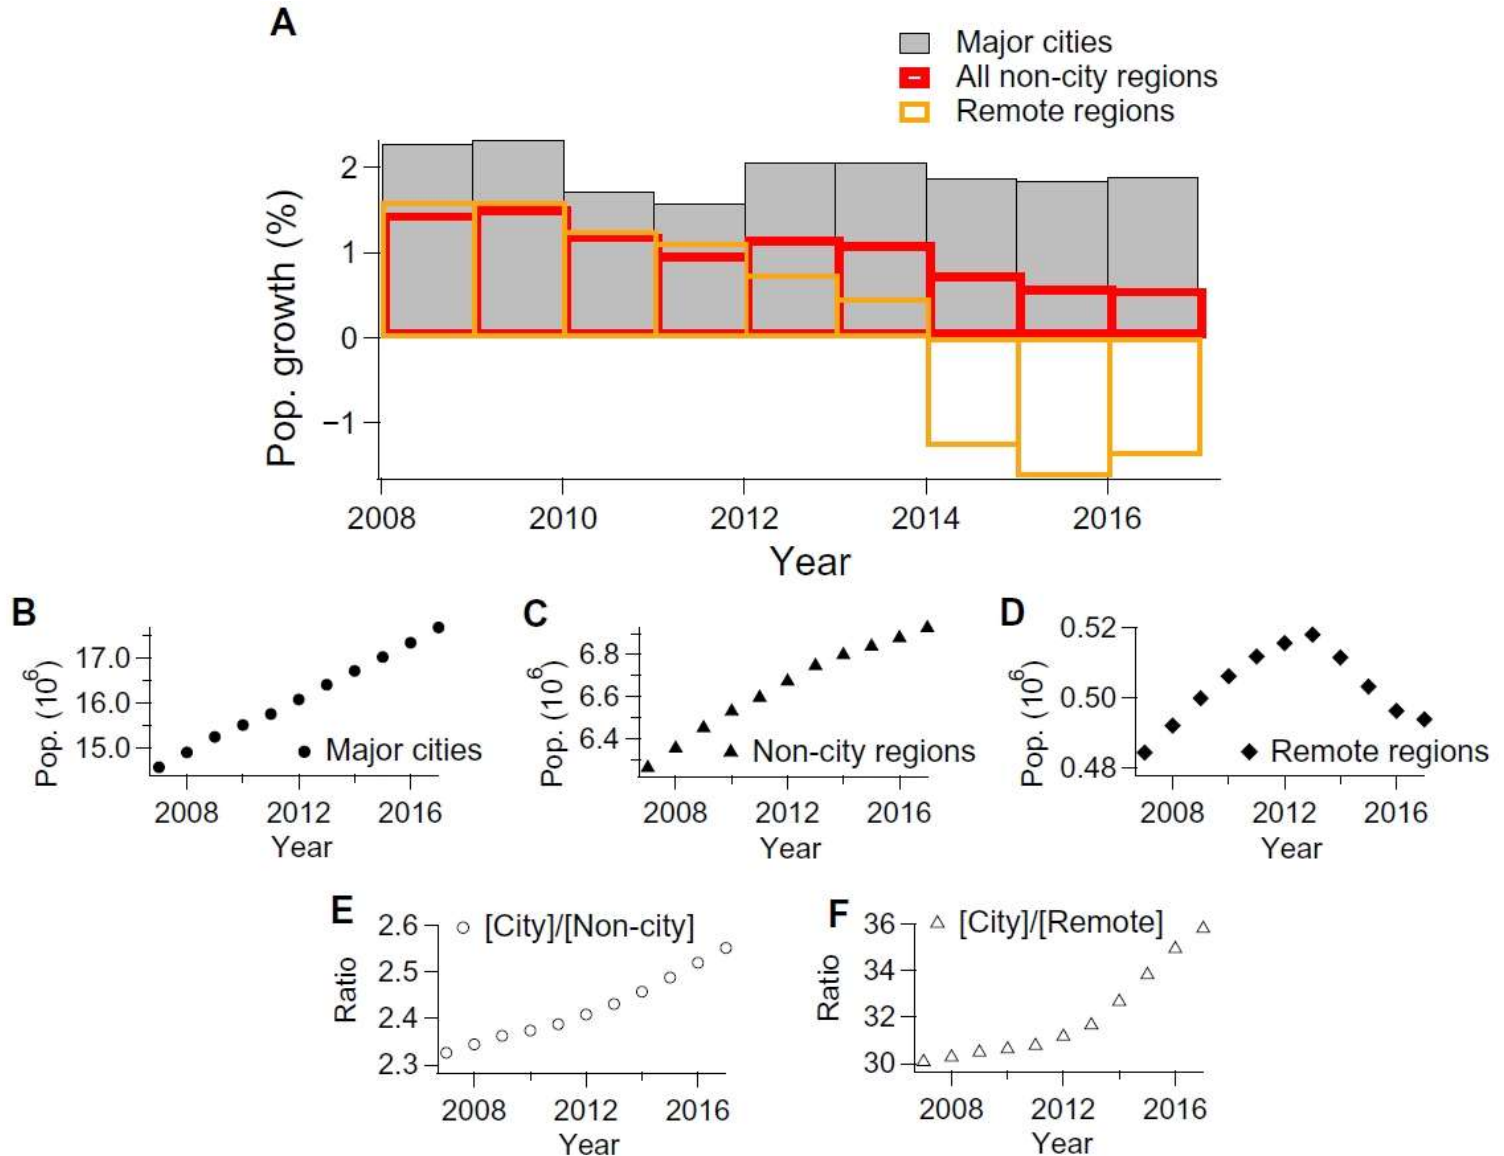 A
Major cities
All non-city regions
Remote regions
Pop. growth (%)
2
1
0
−1
2008 2010 2012 2014 2016
Year
B
Pop. (10⁶)
17.0
16.0
15.0
Major cities
2008 2012 2016
Year
C
Pop. (10⁶)
6.8
6.6
6.4
Non-city regions
2008 2012 2016
Year
D
Pop. (10⁶)
0.52
0.50
0.48
Remote regions
2008 2012 2016
Year
E
Ratio
2.6
2.5
2.4
2.3
[City]/[Non-city]
2008 2012 2016
Year
F
Ratio
36
34
32
30
[City]/[Remote]
2008 2012 2016
Year